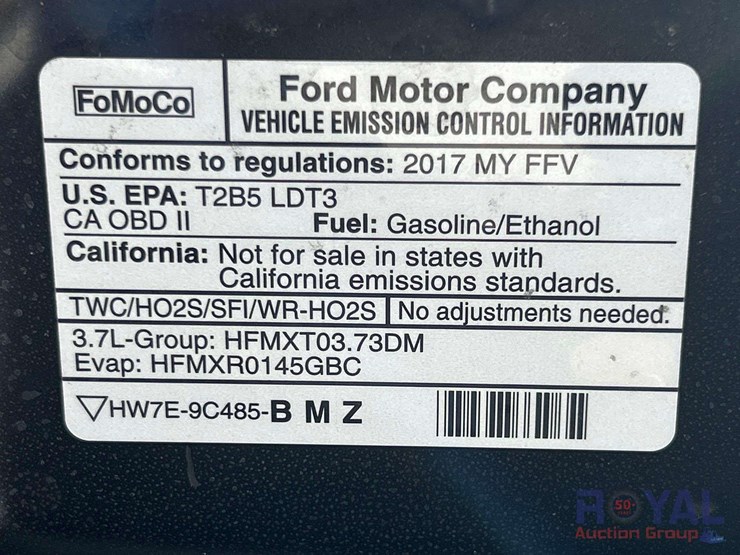 FoMoCo
Ford Motor Company
VEHICLE EMISSION CONTROL INFORMATION
Conforms to regulations: 2017 MY FFV
U.S. EPA: T2B5 LDT3
CA OBD II Fuel: Gasoline/Ethanol
California: Not for sale in states with
California emissions standards.
TWC/HO2S/SFI/WR-HO2S No adjustments needed.
3.7L-Group: HFMXT03.73DM
Evap: HFMXR0145GBC
HW7E-9C485-B M Z
ROYAL
50
Auction Group